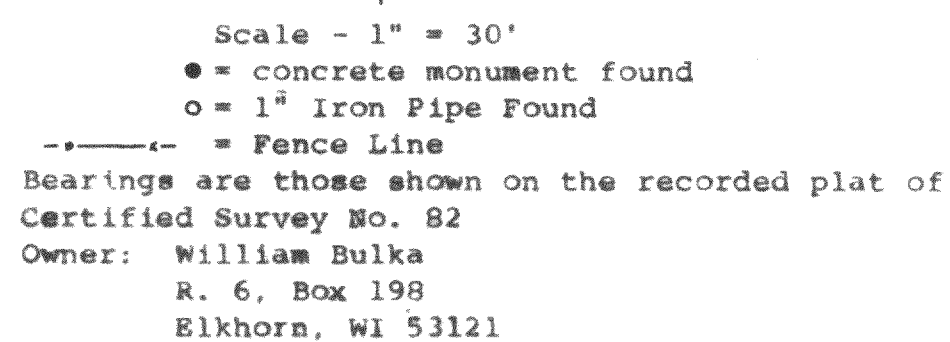 Scale - 1" = 30'
● = concrete monument found
○ = 1" Iron Pipe Found
= Fence Line
Bearings are those shown on the recorded plat of
Certified Survey No. 82
Owner: William Bulka
R. 6, Box 198
Elkhorn, WI 53121